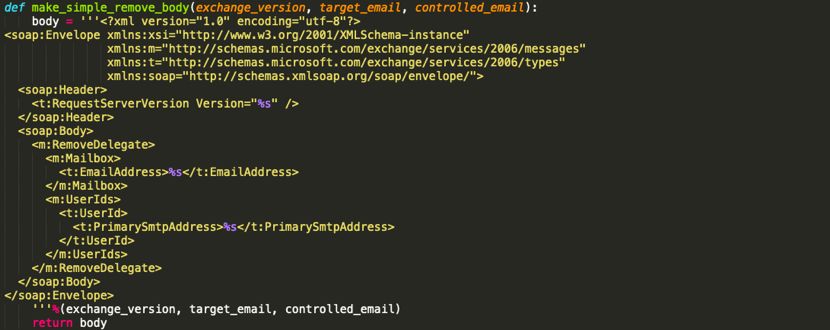 def make_simple_remove_body(exchange_version, target_email, controlled_email):
    body = '''<?xml version="1.0" encoding="utf-8"?>
<soap:Envelope xmlns:xsi="http://www.w3.org/2001/XMLSchema-instance"
               xmlns:m="http://schemas.microsoft.com/exchange/services/2006/messages"
               xmlns:t="http://schemas.microsoft.com/exchange/services/2006/types"
               xmlns:soap="http://schemas.xmlsoap.org/soap/envelope/">
  <soap:Header>
    <t:RequestServerVersion Version="%s" />
  </soap:Header>
  <soap:Body>
    <m:RemoveDelegate>
      <m:Mailbox>
        <t:EmailAddress>%s</t:EmailAddress>
      </m:Mailbox>
      <m:UserIds>
        <t:UserId>
          <t:PrimarySmtpAddress>%s</t:PrimarySmtpAddress>
        </t:UserId>
      </m:UserIds>
    </m:RemoveDelegate>
  </soap:Body>
</soap:Envelope>
    '''%(exchange_version, target_email, controlled_email)
    return body